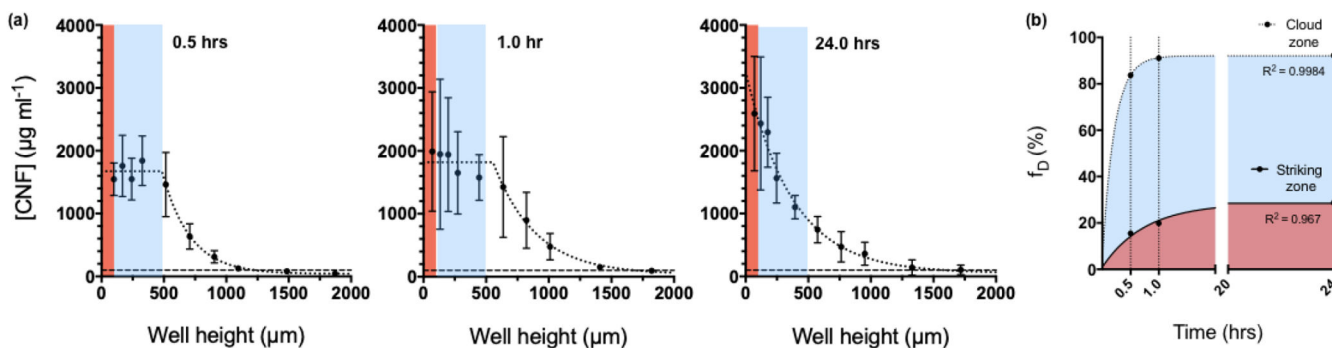 (a)
4000
3000
2000
1000
0
[CNF] (µg ml⁻¹)
0.5 hrs
0 500 1000 1500 2000
Well height (µm)
4000
3000
2000
1000
0
1.0 hr
0 500 1000 1500 2000
Well height (µm)
4000
3000
2000
1000
0
24.0 hrs
0 500 1000 1500 2000
Well height (µm)
(b)
100
80
60
40
20
0
f_D (%)
Cloud
zone
R² = 0.9984
Striking
zone
R² = 0.967
0.5 1.0 20 24
Time (hrs)